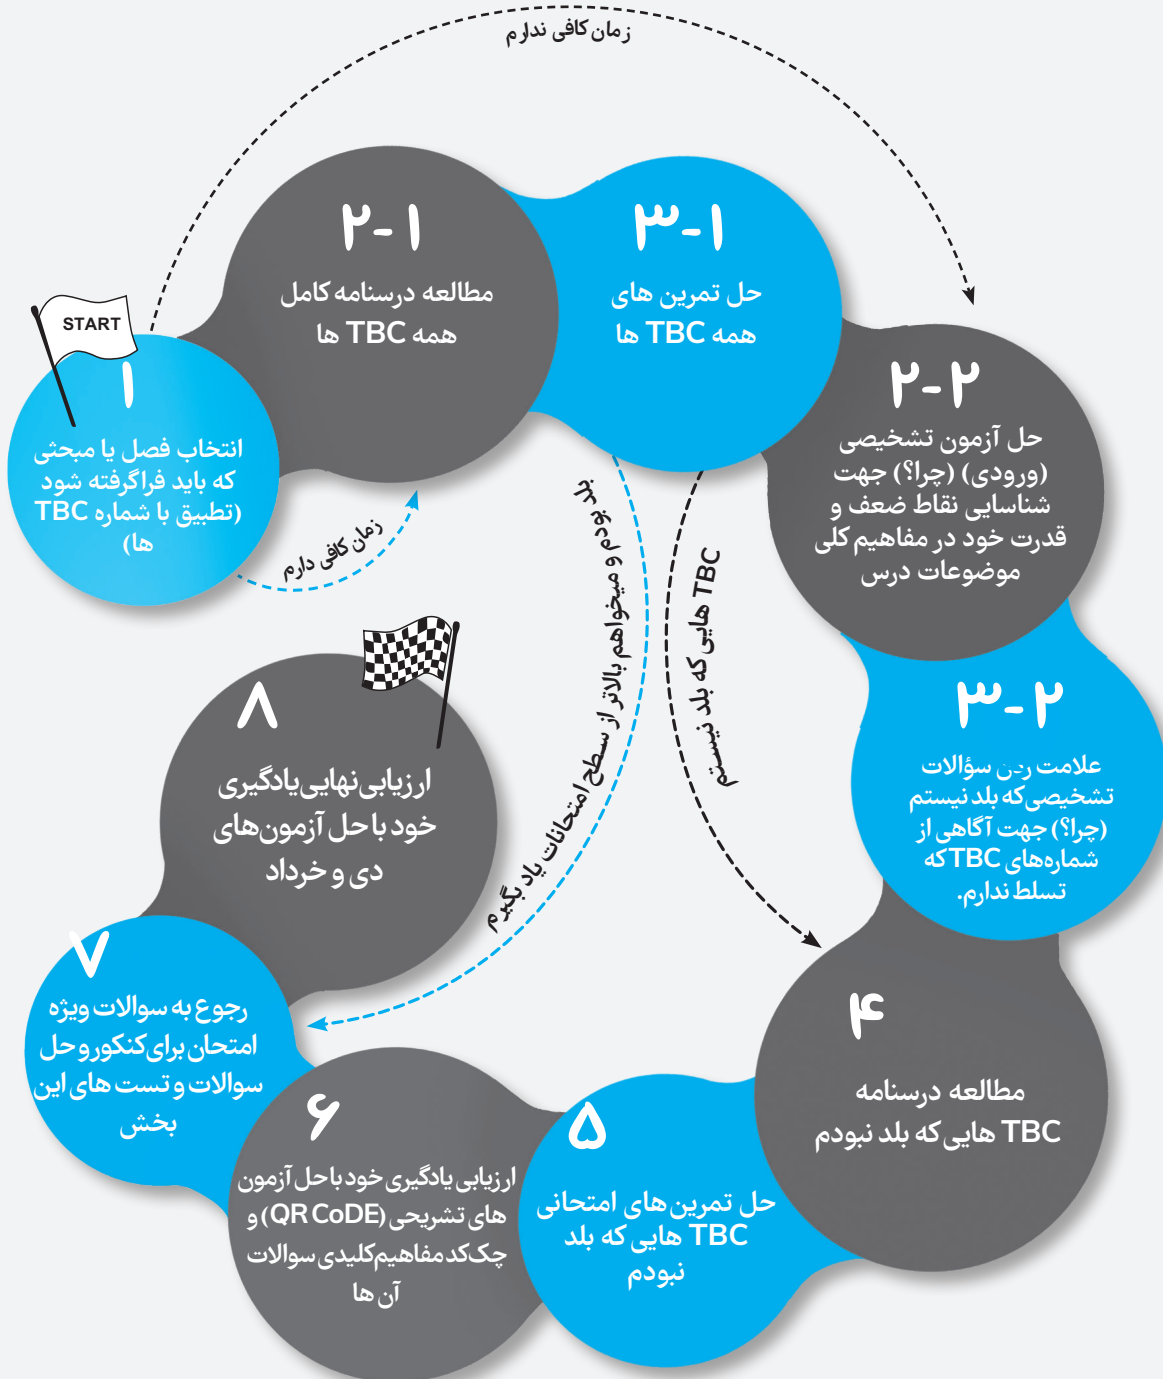 زمان کافی ندارم
START
۱
انتخاب فصل یا مبحثی
که باید فراگرفته شود
(تطبیق با شماره TBC
ها)
زمان کافی دارم
۲-۱
مطالعه درسنامه کامل
همه TBC ها
۳-۱
حل تمرین های
همه TBC ها
بلد بودم و میخواهم بالاتر از سطح امتحانات یاد بگیرم
TBC هایی که بلد نیستم
۲-۲
حل آزمون تشخیصی
(ورودی) (چرا؟) جهت
شناسایی نقاط ضعف و
قدرت خود در مفاهیم کلی
موضوعات درس
۳-۲
علامت زدن سؤالات
تشخیصی که بلد نیستم
(چرا؟) جهت آگاهی از
شماره‌های TBC که
تسلط ندارم.
۴
مطالعه درسنامه
TBC هایی که بلد نبودم
۵
حل تمرین های امتحانی
TBC هایی که بلد
نبودم
۶
ارزیابی یادگیری خود با حل آزمون
های تشریحی (QR CoDE) و
چک کد مفاهیم کلیدی سوالات
آن ها
۷
رجوع به سوالات ویژه
امتحان برای کنکور و حل
سوالات و تست های این
بخش
۸
ارزیابی نهایی یادگیری
خود با حل آزمون‌های
دی و خرداد